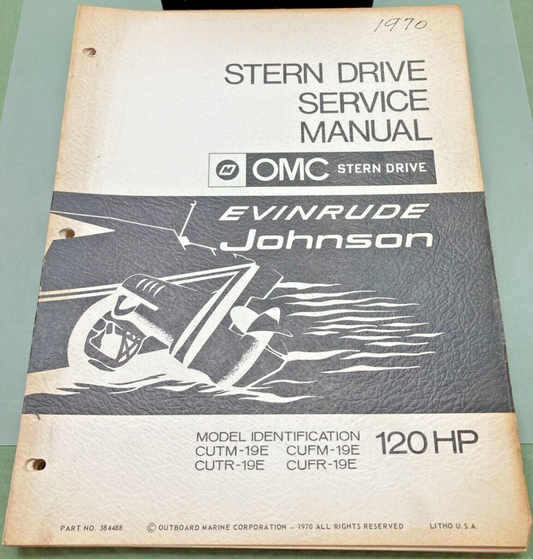 1970
STERN DRIVE
SERVICE
MANUAL
OMC STERN DRIVE
EVINRUDE
Johnson
MODEL IDENTIFICATION
CUTM-19E CUFM-19E
CUTR-19E CUFR-19E
120 HP
PART NO. 384488 © OUTBOARD MARINE CORPORATION – 1970 ALL RIGHTS RESERVED LITHO U.S.A.